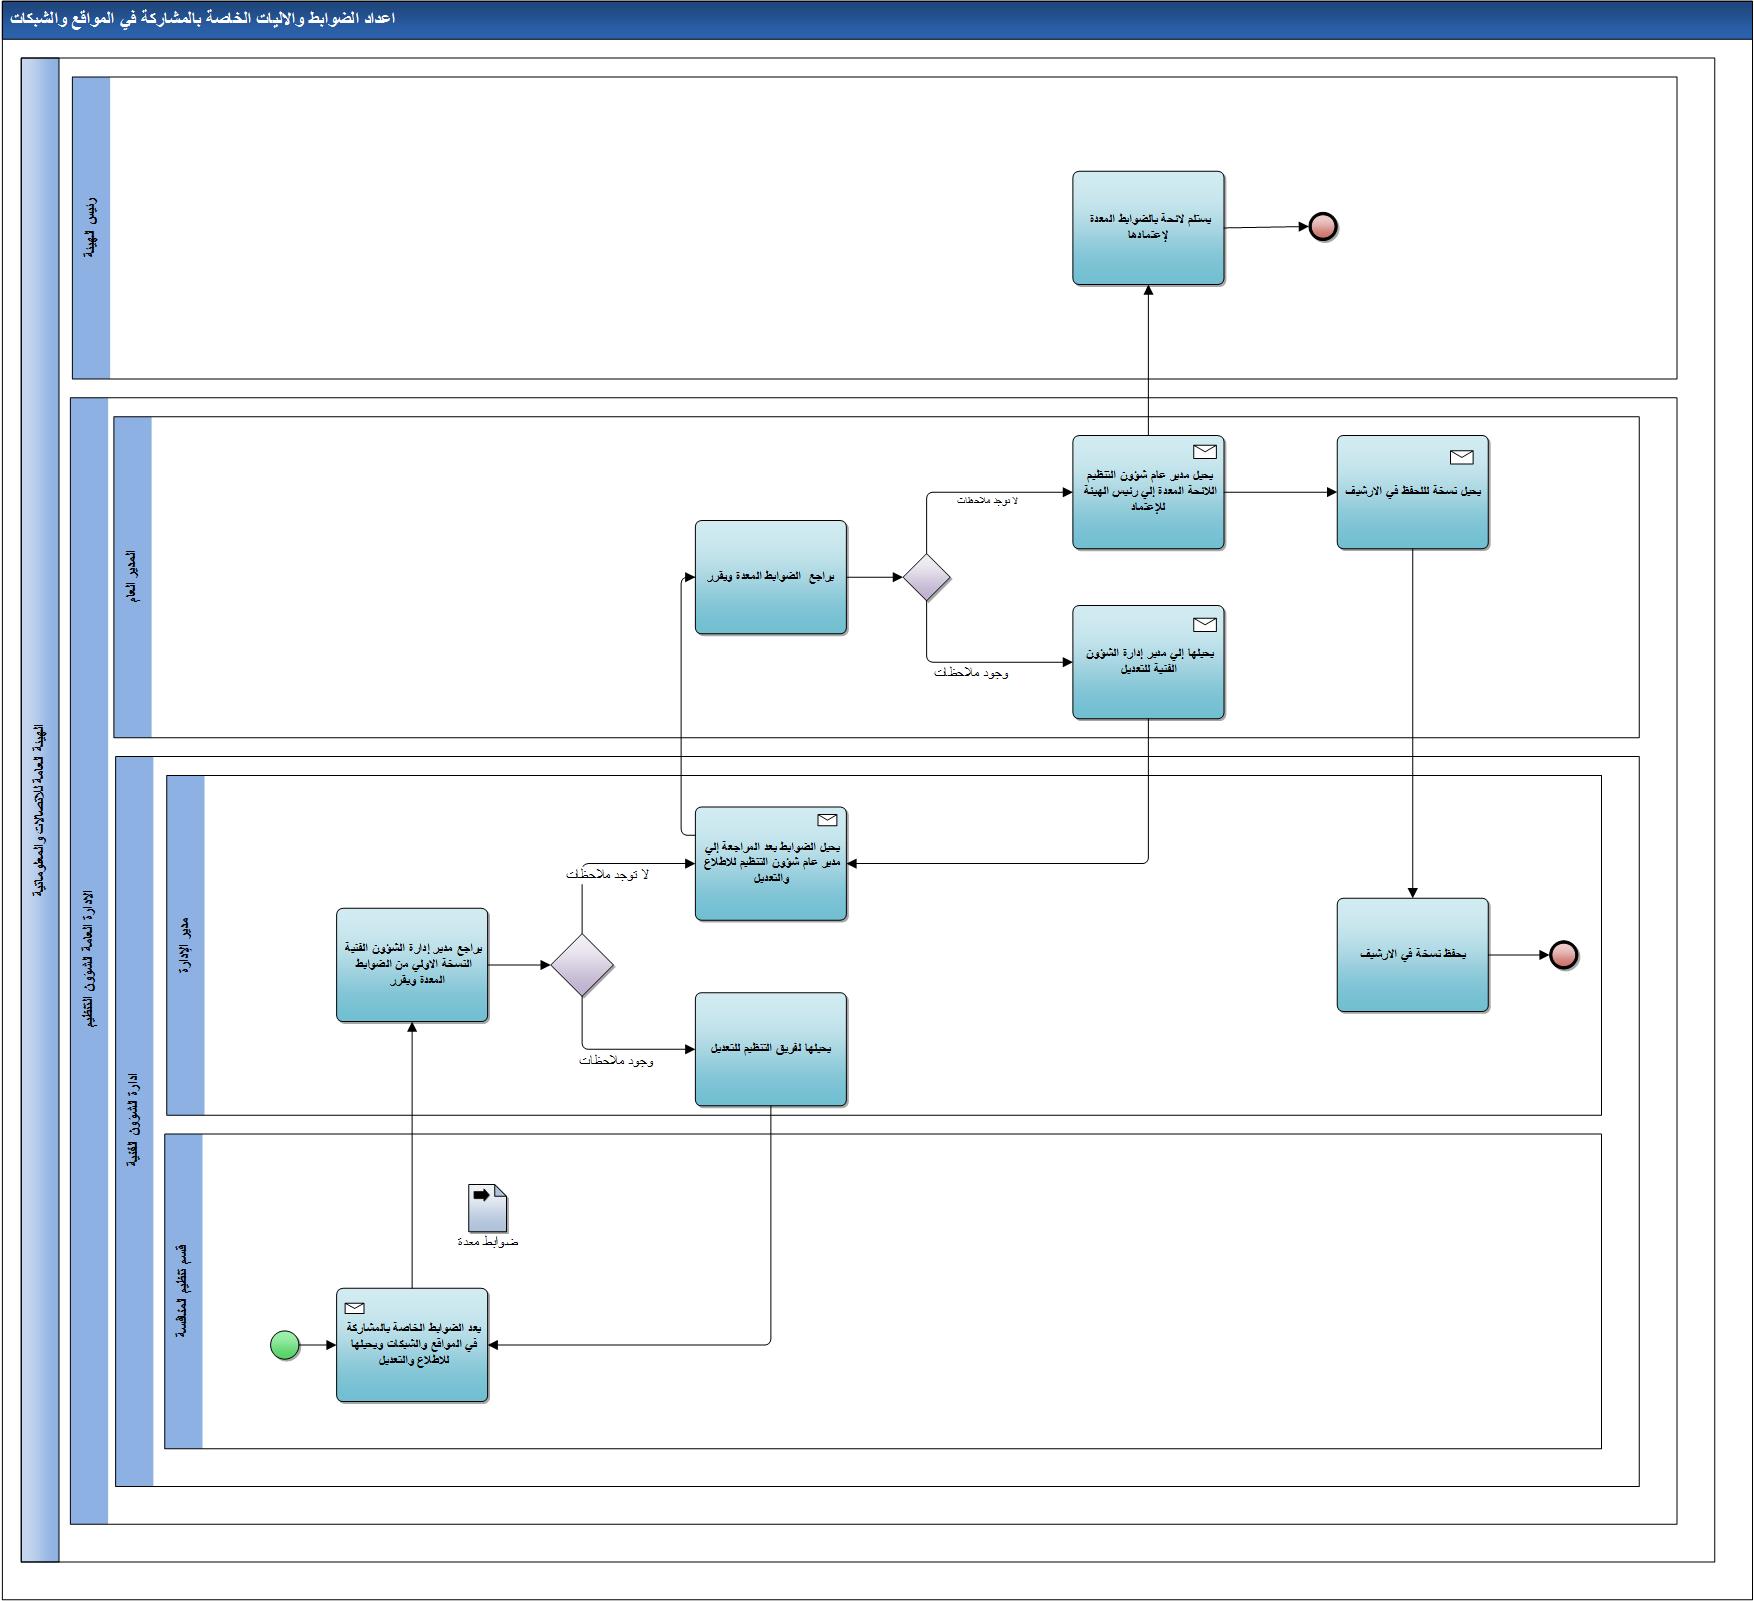 اعداد الضوابط والاليات الخاصة بالمشاركة في المواقع والشبكات
الهيئة العامة للاتصالات والمعلوماتية
رئيس الهيئة
يستلم لائحة بالضوابط المعدة
لإعتمادها
الادارة العامة لشؤون التنظيم
المدير العام
يراجع الضوابط المعدة ويقرر
لا توجد ملاحظات
وجود ملاحظات
يحيل مدير عام شؤون التنظيم
اللائحة المعدة إلي رئيس الهيئة
للإعتماد
يحيل نسخة لللحفظ في الارشيف
يحيلها إلي مدير إدارة الشؤون
الفنية للتعديل
ادارة الشؤون الفنية
مدير الإدارة
يراجع مدير إدارة الشؤون الفنية
النسخة الاولي من الضوابط
المعدة ويقرر
لا توجد ملاحظات
وجود ملاحظات
يحيل الضوابط بعد المراجعة إلي
مدير عام شؤون التنظيم للاطلاع
والتعديل
يحيلها لفريق التنظيم للتعديل
يحفظ نسخة في الارشيف
قسم تنظيم المنافسة
ضوابط معدة
يعد الضوابط الخاصة بالمشاركة
في المواقع والشبكات ويحيلها
للاطلاع والتعديل